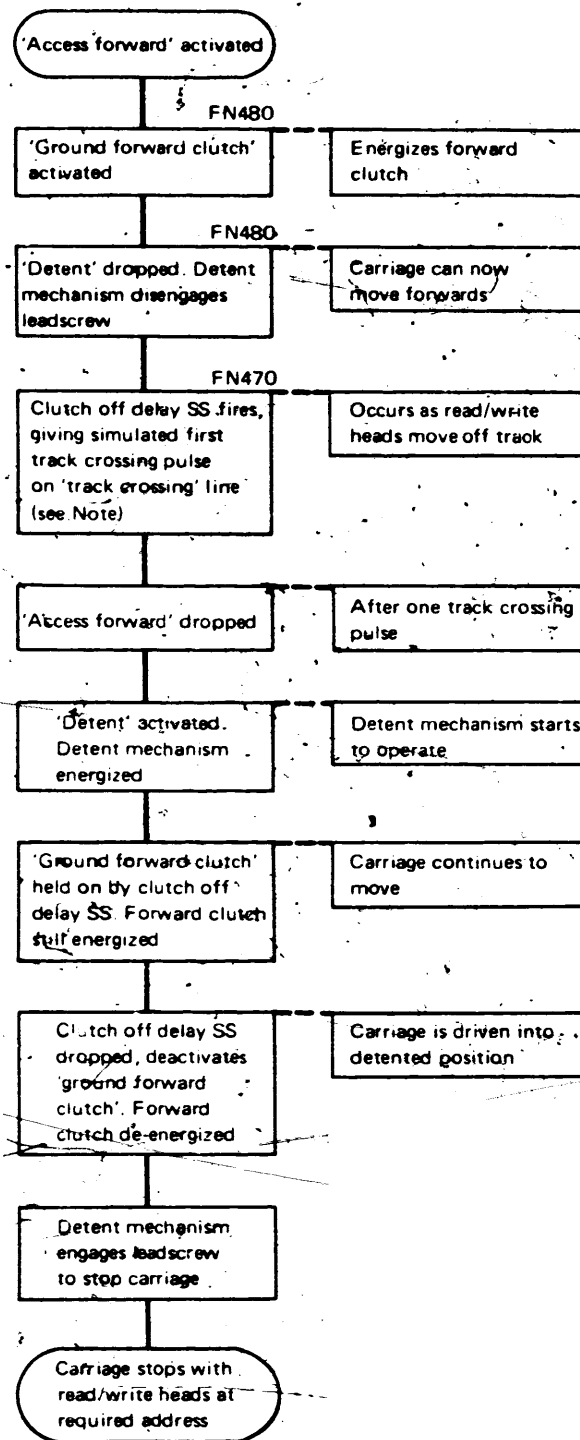 'Access forward' activated
FN480
'Ground forward clutch'
activated
Energizes forward
clutch
FN480
'Detent' dropped. Detent
mechanism disengages
leadscrew
Carriage can now
move forwards
FN470
Clutch off delay SS fires,
giving simulated first
track crossing pulse
on 'track crossing' line
(see Note)
Occurs as read/write
heads move off track
'Access forward' dropped
After one track crossing
pulse
'Detent' activated.
Detent mechanism
energized
Detent mechanism starts
to operate
'Ground forward clutch'
held on by clutch off
delay SS. Forward clutch
still energized
Carriage continues to
move
Clutch off delay SS
dropped, deactivates
'ground forward
clutch'. Forward
clutch de-energized
Carriage is driven into
detented position
Detent mechanism
engages leadscrew
to stop carriage
Carriage stops with
read/write heads at
required address